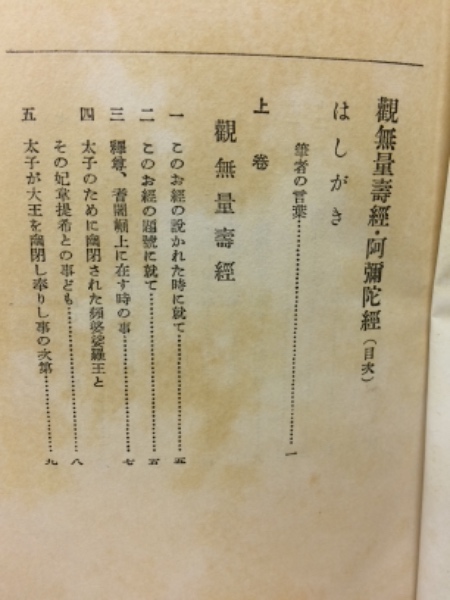 觀無量壽經・阿彌陀經（目次）
はしがき
筆者の言葉……一
上卷
觀無量壽經
一 このお經の説かれた時に就て……五
二 このお經の題號に就て……五
三 釋尊、耆闍崛山上に在す時の事……七
四 太子のために幽閉された頻婆娑羅王と
その妃韋提希との事ども……八
五 太子が大王を幽閉し奉りし事の次第……九